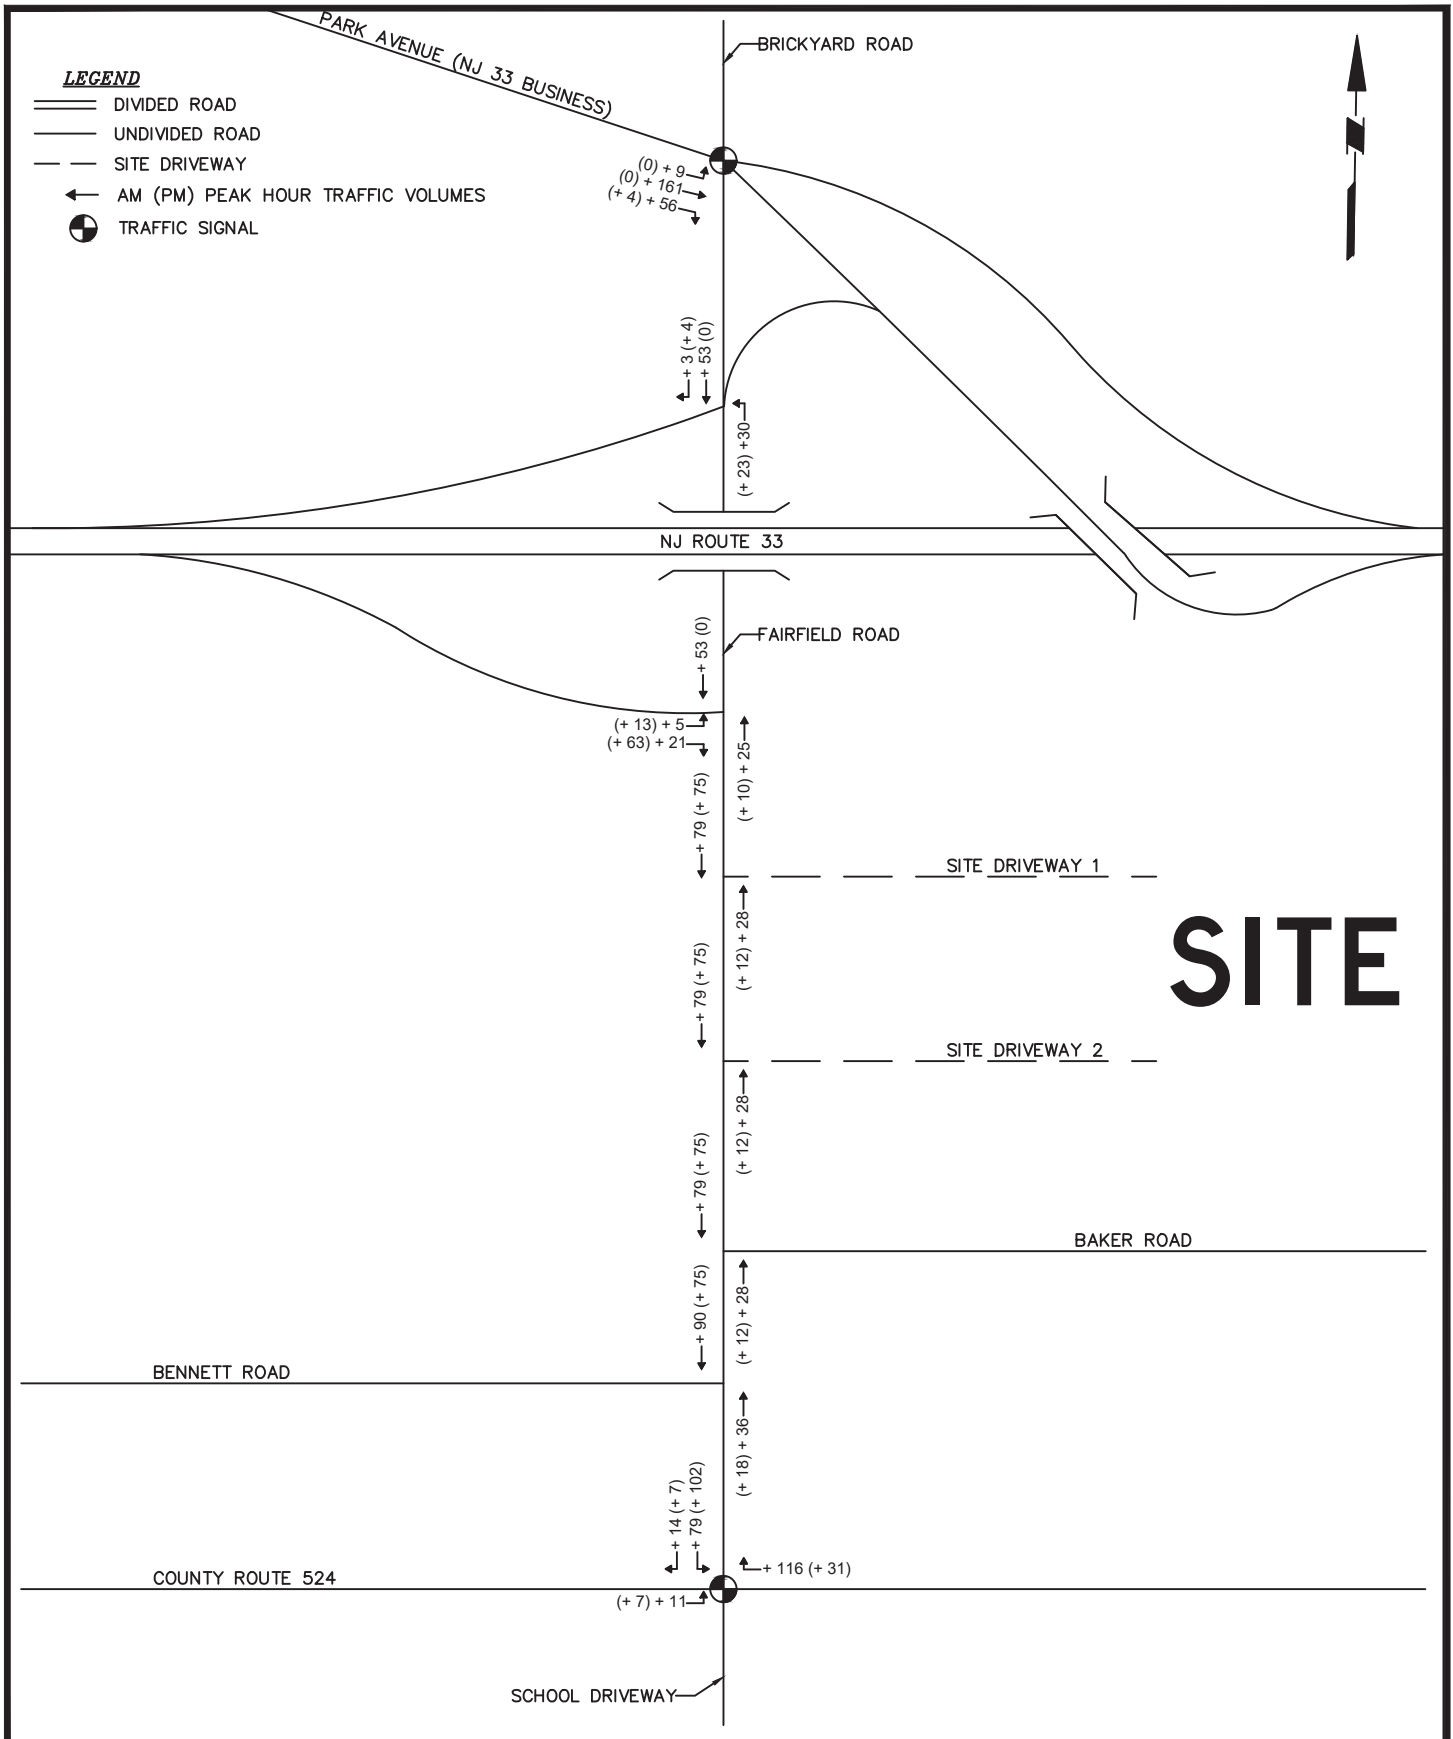 PARK AVENUE (NJ 33 BUSINESS)
BRICKYARD ROAD
LEGEND
DIVIDED ROAD
UNDIVIDED ROAD
SITE DRIVEWAY
AM (PM) PEAK HOUR TRAFFIC VOLUMES
TRAFFIC SIGNAL
N
(0) + 9
(0) + 161
(+ 4) + 56
+ 3 (+ 4)
+ 53 (0)
(+ 23) +30
NJ ROUTE 33
+ 53 (0)
FAIRFIELD ROAD
(+ 13) + 5
(+ 63) + 21
(+ 10) + 25
+ 79 (+ 75)
SITE DRIVEWAY 1
(+ 12) + 28
+ 79 (+ 75)
SITE
SITE DRIVEWAY 2
(+ 12) + 28
+ 79 (+ 75)
BAKER ROAD
+ 90 (+ 75)
(+ 12) + 28
BENNETT ROAD
(+ 18) + 36
+ 14 (+ 7)
+ 79 (+ 102)
+ 116 (+ 31)
COUNTY ROUTE 524
(+ 7) + 11
SCHOOL DRIVEWAY